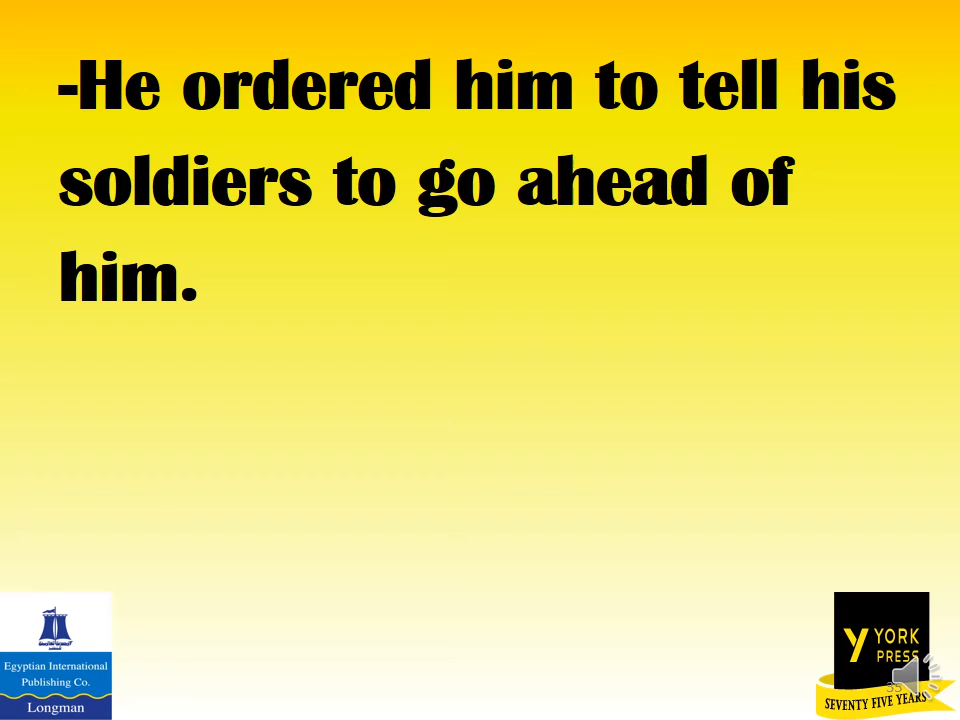 -He ordered him to tell his
soldiers to go ahead of
him.
Egyptian International
Publishing Co.
Longman
y YORK
PRESS
35
SEVENTY FIVE YEARS